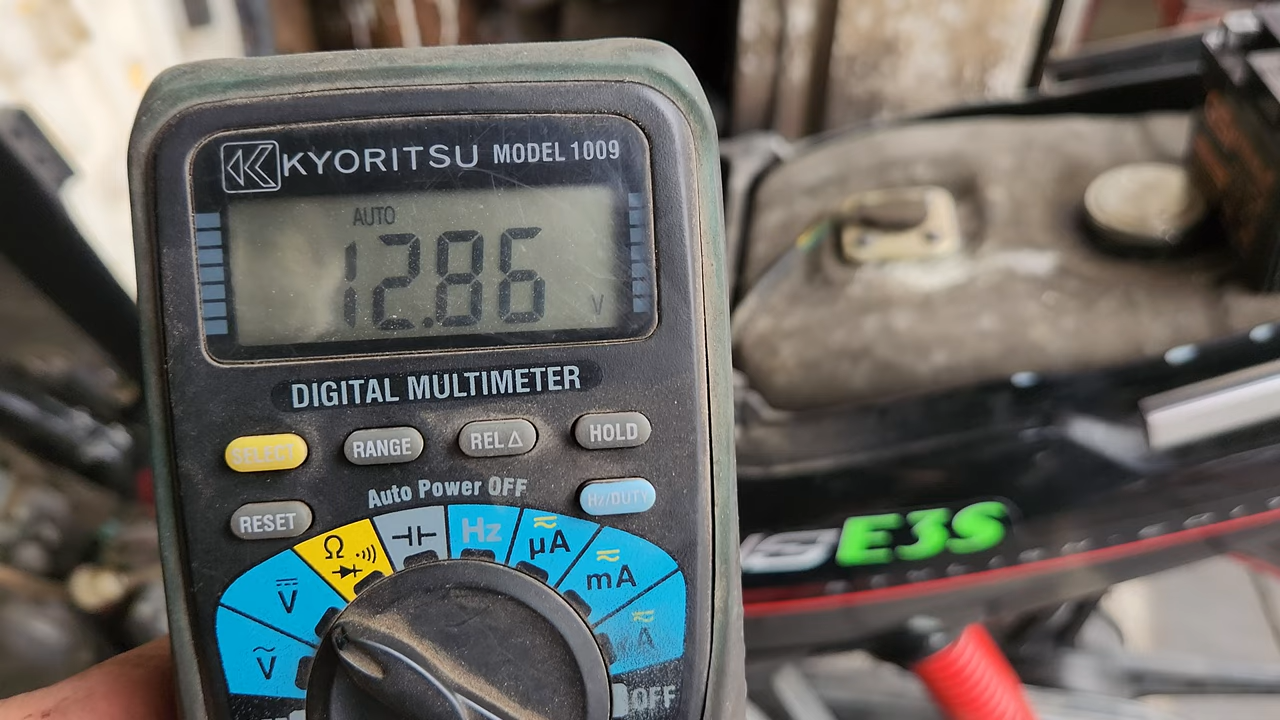 KYORITSU MODEL 1009
AUTO
12.86 V
DIGITAL MULTIMETER
SELECT RANGE REL△ HOLD
Auto Power OFF
RESET Hz/DUTY
Ω Hz μA
V mA
V A
OFF
E3S